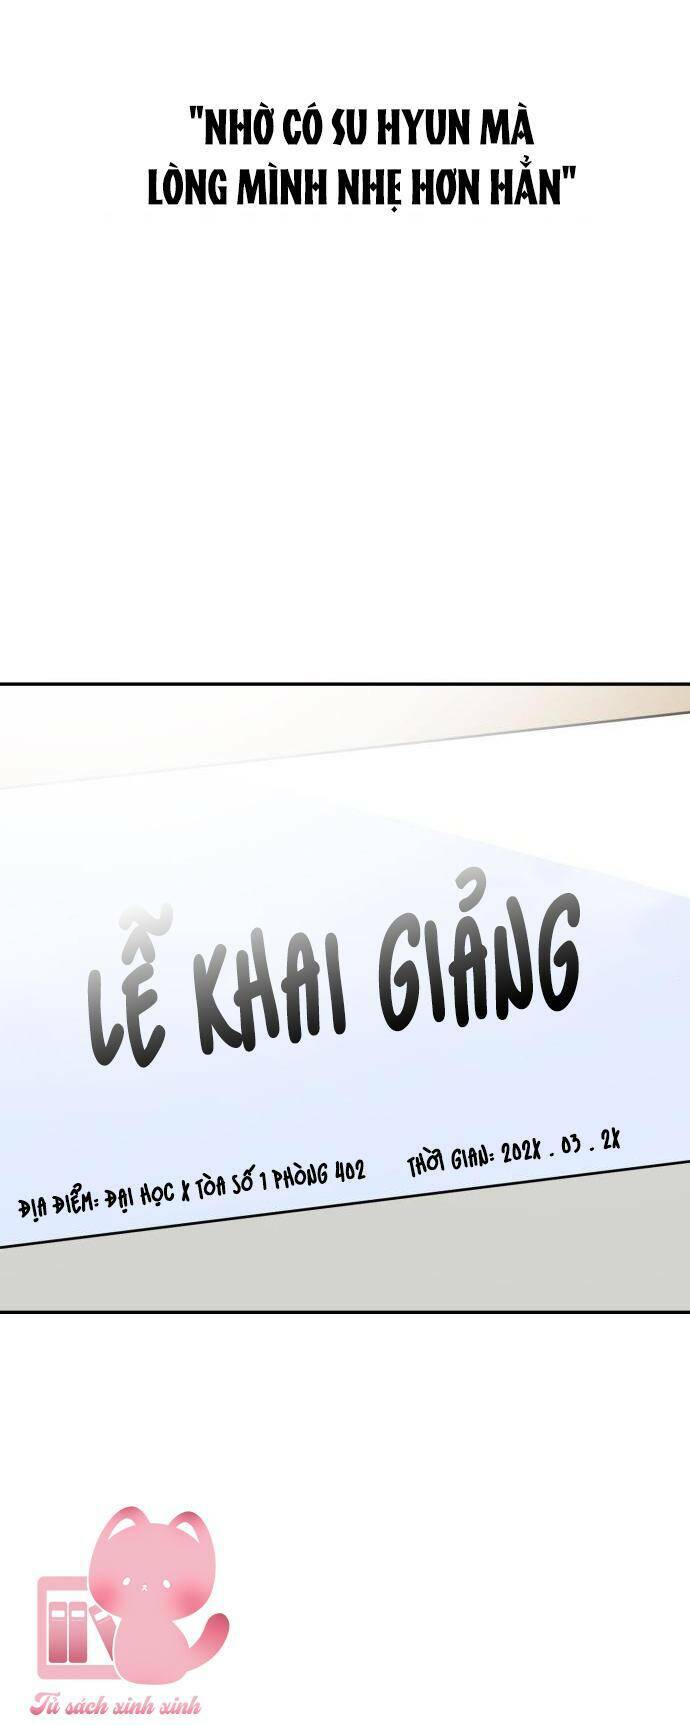 "NHỜ CÓ SU HYUN MÀ
LÒNG MÌNH NHẸ HƠN HẲN"
LỄ KHAI GIẢNG
ĐỊA ĐIỂM: ĐẠI HỌC X TÒA SỐ 1 PHÒNG 402 THỜI GIAN: 202X . 03 . 2X
Tủ sách xinh xinh